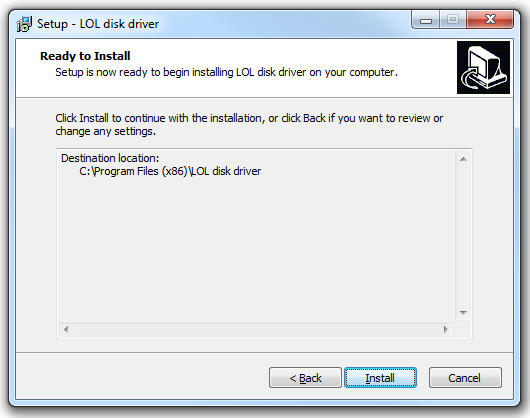 Setup - LOL disk driver
Ready to Install
Setup is now ready to begin installing LOL disk driver on your computer.
Click Install to continue with the installation, or click Back if you want to review or
change any settings.
Destination location:
C:\Program Files (x86)\LOL disk driver
< Back
Install
Cancel